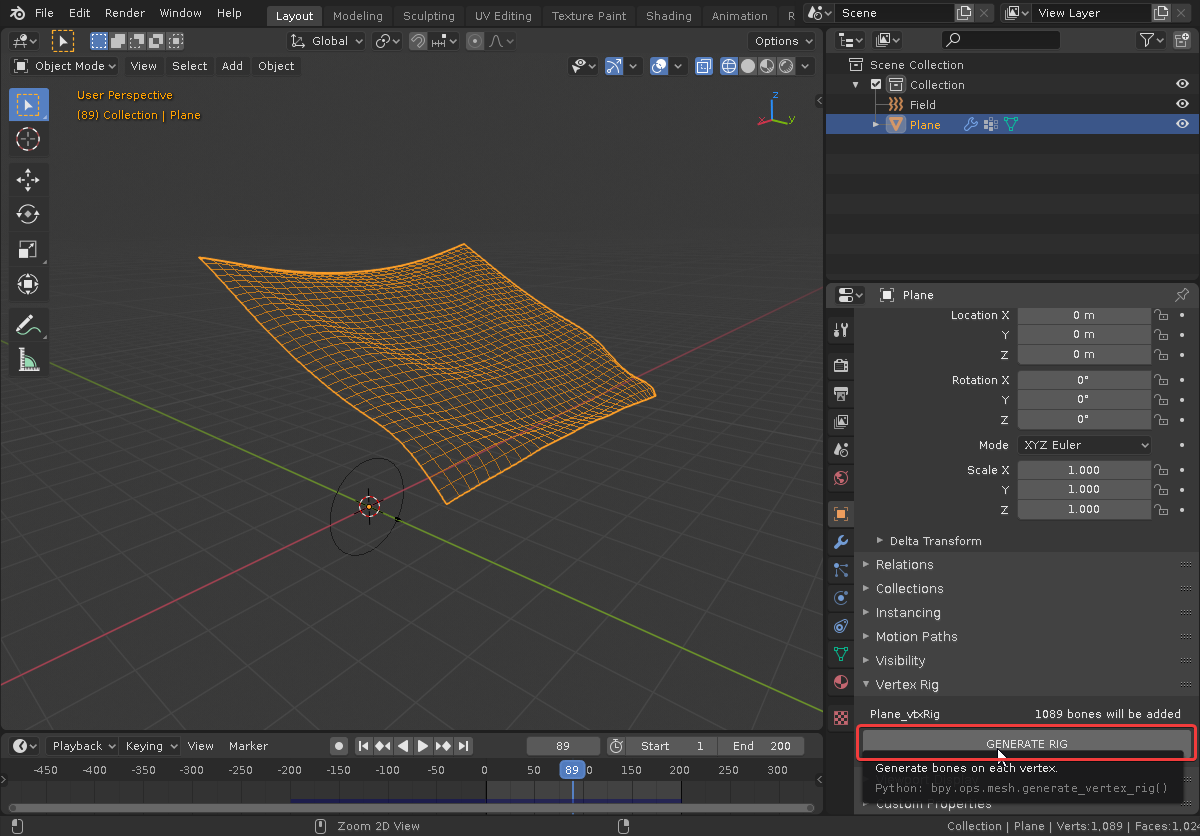 File Edit Render Window Help Layout Modeling Sculpting UV Editing Texture Paint Shading Animation R Scene View Layer
Global Options
Object Mode View Select Add Object
User Perspective
(89) Collection | Plane
Z
X Y
Scene Collection
Collection
Field
Plane
Plane
Location X 0 m
Y 0 m
Z 0 m
Rotation X 0°
Y 0°
Z 0°
Mode XYZ Euler
Scale X 1.000
Y 1.000
Z 1.000
Delta Transform
Relations
Collections
Instancing
Motion Paths
Visibility
Vertex Rig
Plane_vtxRig 1089 bones will be added
GENERATE RIG
Generate bones on each vertex.
Python: bpy.ops.mesh.generate_vertex_rig()
Custom Properties
Playback Keying View Marker 89 Start 1 End 200
-450 -400 -350 -300 -250 -200 -150 -100 -50 0 50 89 0 150 200 250 300
Zoom 2D View Collection | Plane | Verts:1,089 | Faces:1,024